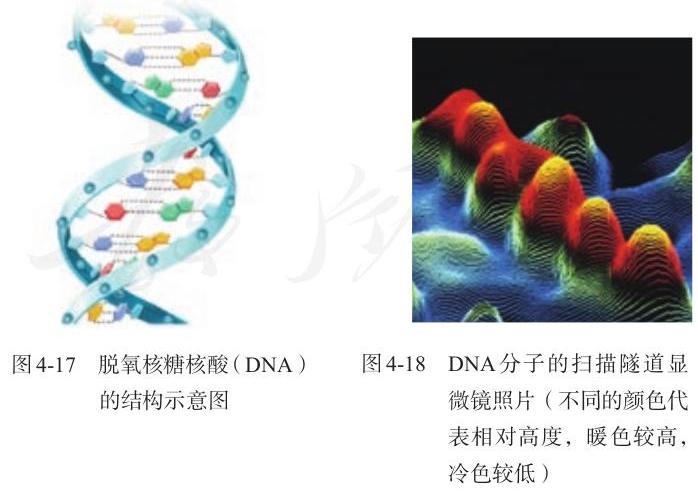 图4-17 脱氧核糖核酸（DNA）
的结构示意图
图4-18 DNA分子的扫描隧道显
微镜照片（不同的颜色代
表相对高度，暖色较高，
冷色较低）